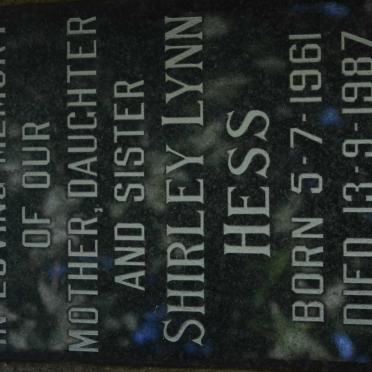 IN LOVING MEMORY
OF OUR
MOTHER, DAUGHTER
AND SISTER
SHIRLEY LYNN
HESS
BORN 5-7-1961
DIED 13-9-1987